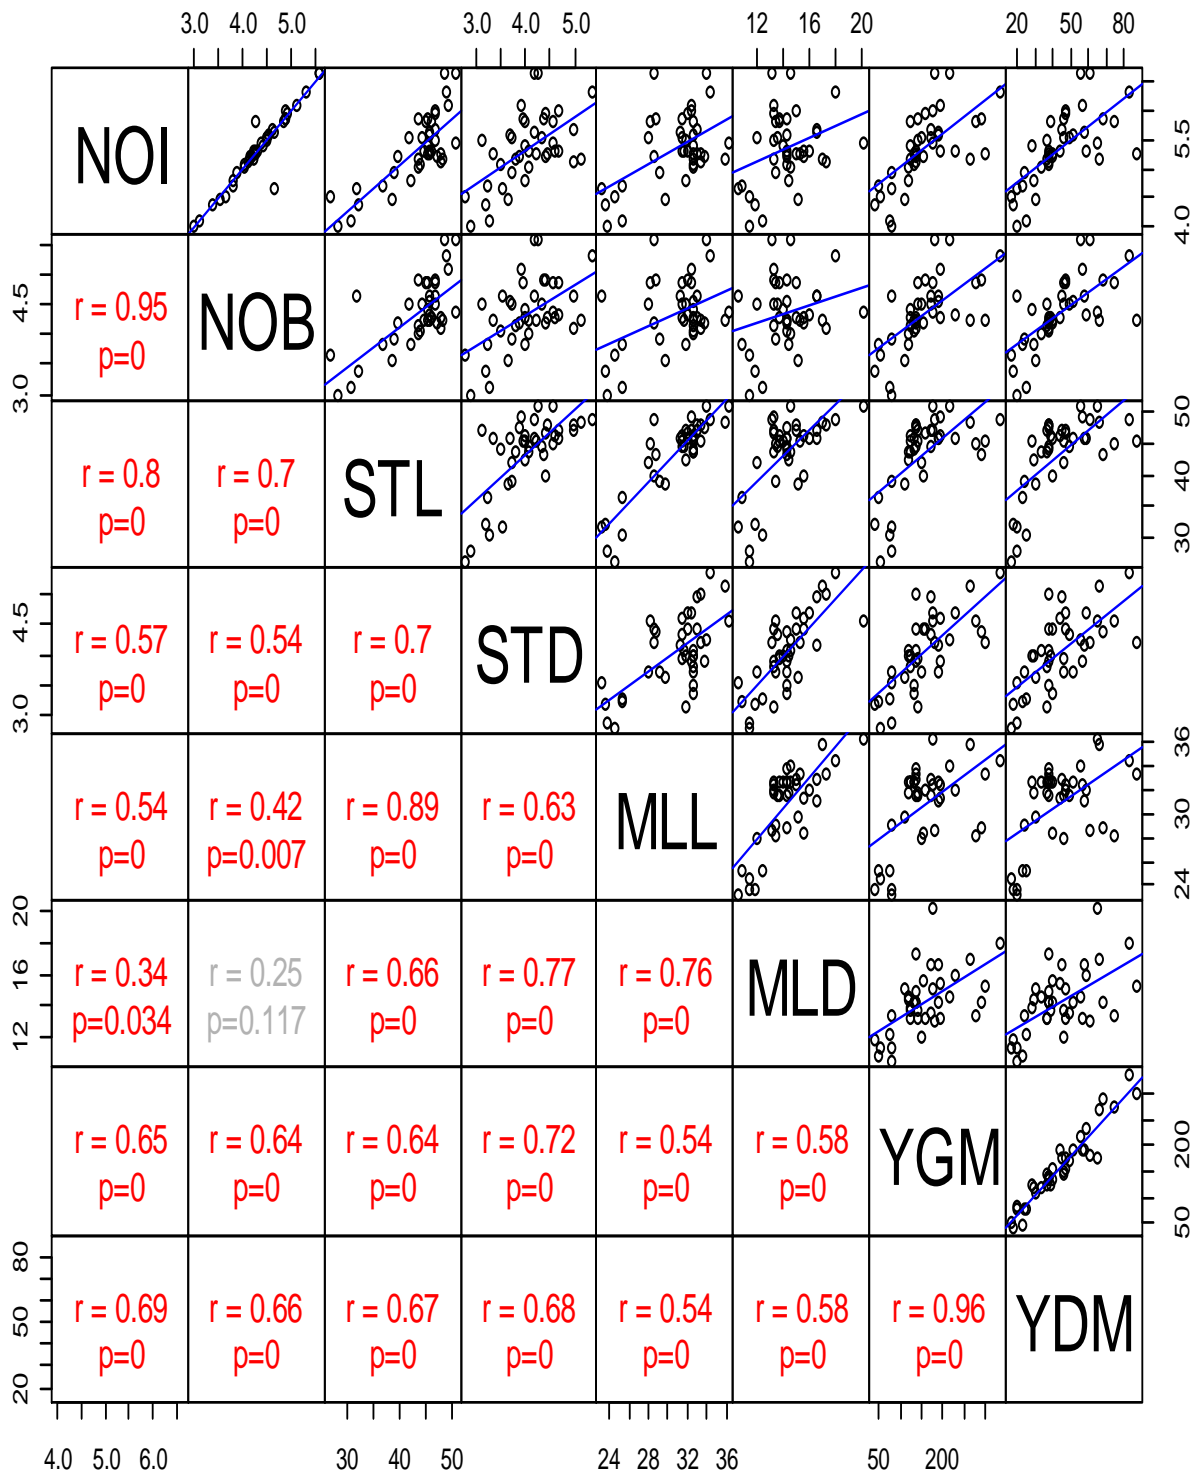 3.0 4.0 5.0 3.0 4.0 5.0 12 14 16 18 20 20 50 80
NOI
4.0 5.5
3.0 4.5
r = 0.95 NOB
p=0
r = 0.8 r = 0.7 STL
p=0 p=0
30 40 50
3.0 4.5
r = 0.57 r = 0.54 r = 0.7 STD
p=0 p=0 p=0
r = 0.54 r = 0.42 r = 0.89 r = 0.63 MLL
p=0 p=0.007 p=0 p=0
24 30 36
12 16 20
r = 0.34 r = 0.25 r = 0.66 r = 0.77 r = 0.76 MLD
p=0.034 p=0.117 p=0 p=0 p=0
r = 0.65 r = 0.64 r = 0.64 r = 0.72 r = 0.54 r = 0.58 YGM
p=0 p=0 p=0 p=0 p=0 p=0
50 200
20 50 80
r = 0.69 r = 0.66 r = 0.67 r = 0.68 r = 0.54 r = 0.58 r = 0.96 YDM
p=0 p=0 p=0 p=0 p=0 p=0 p=0
4.0 5.0 6.0 30 40 50 24 28 32 36 50 200